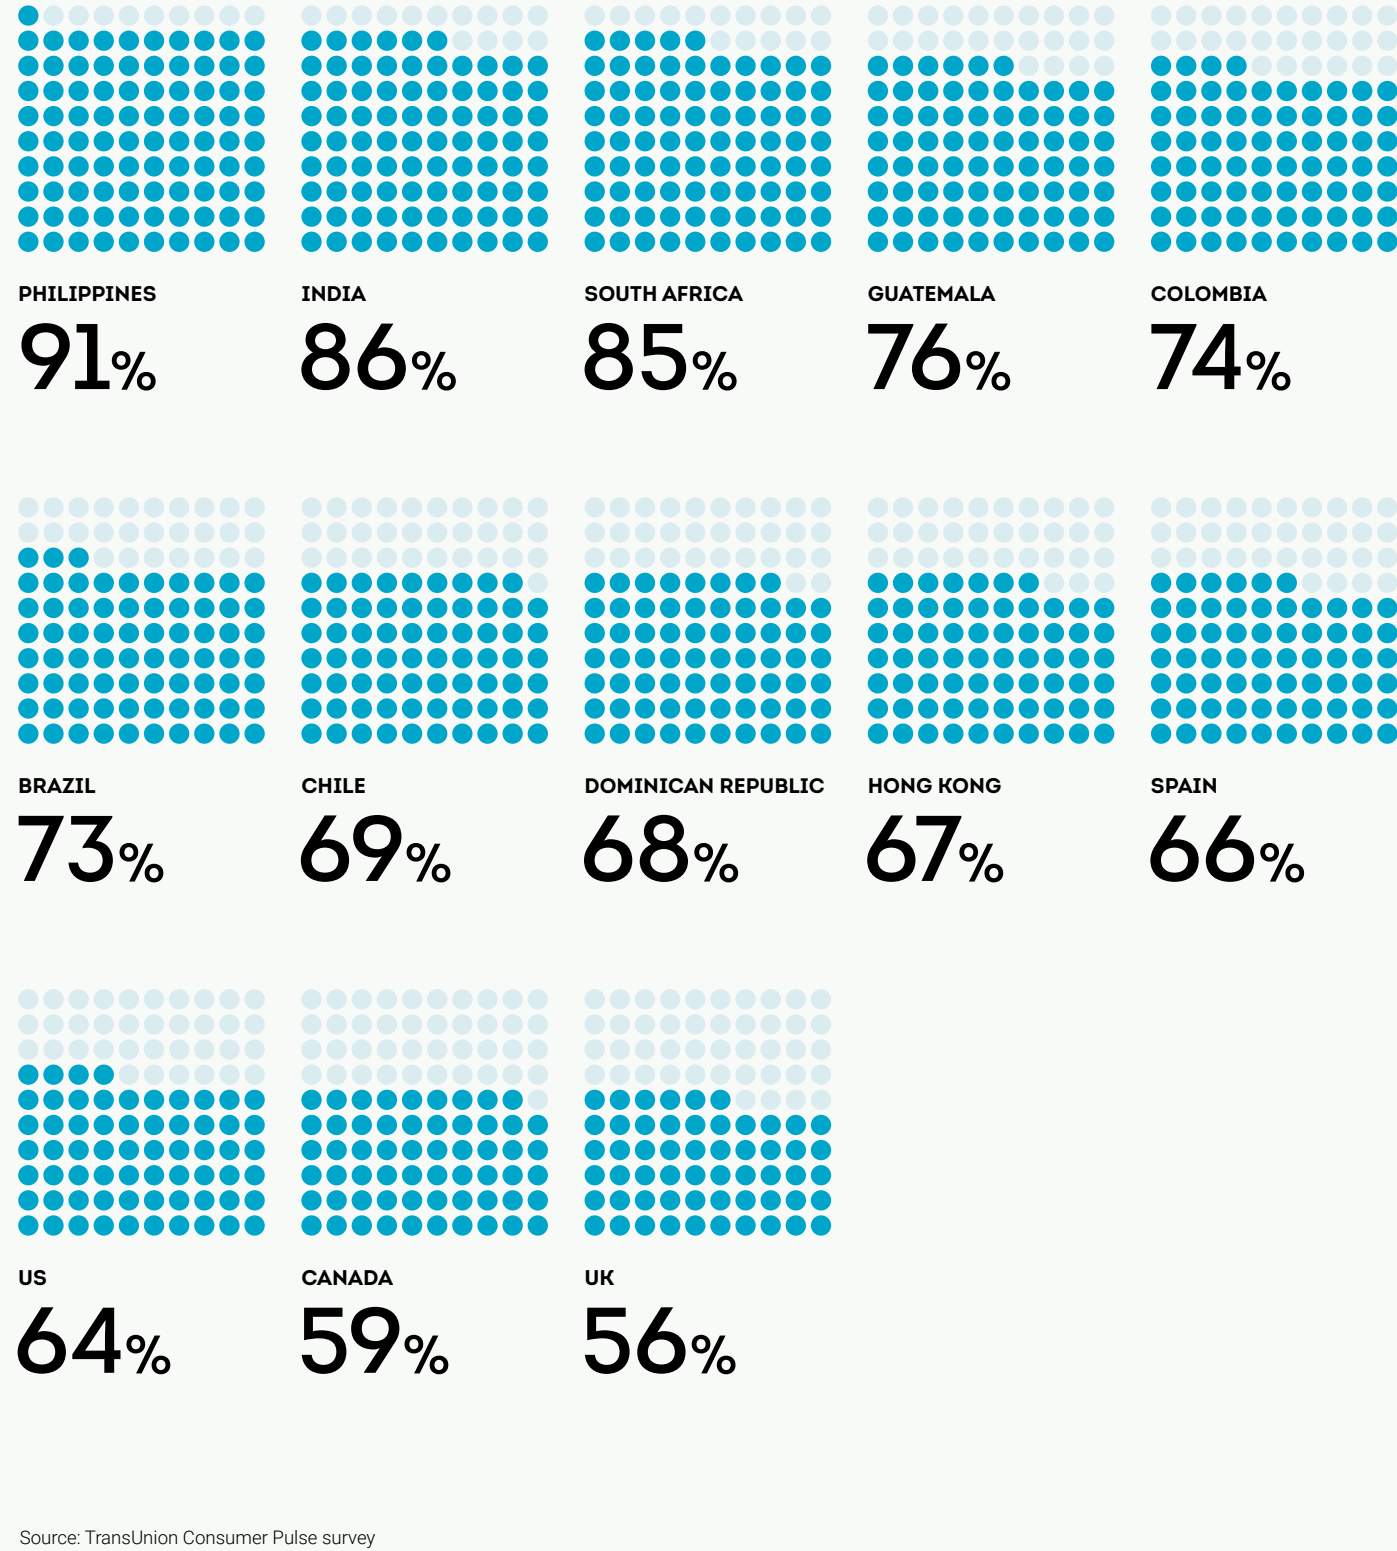 PHILIPPINES
91%
INDIA
86%
SOUTH AFRICA
85%
GUATEMALA
76%
COLOMBIA
74%
BRAZIL
73%
CHILE
69%
DOMINICAN REPUBLIC
68%
HONG KONG
67%
SPAIN
66%
US
64%
CANADA
59%
UK
56%
Source: TransUnion Consumer Pulse survey